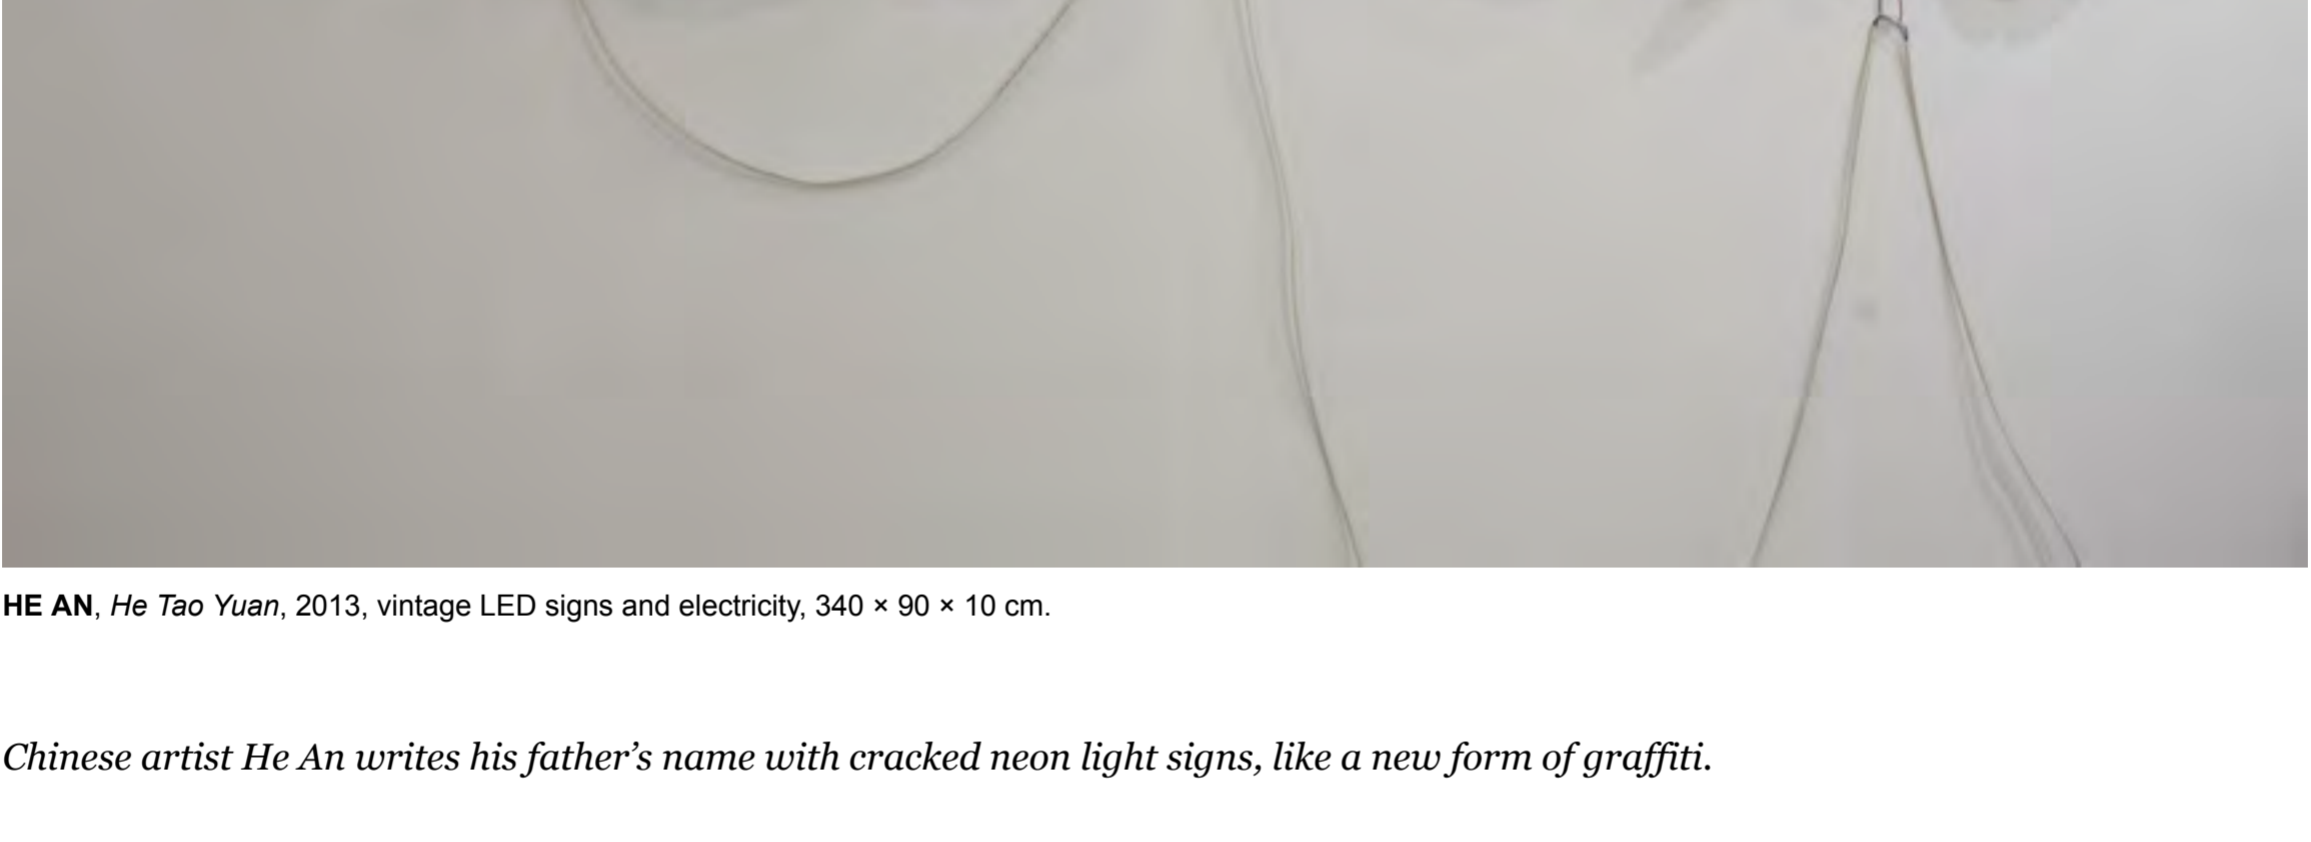 HE AN, He Tao Yuan, 2013, vintage LED signs and electricity, 340 × 90 × 10 cm.
Chinese artist He An writes his father’s name with cracked neon light signs, like a new form of graffiti.